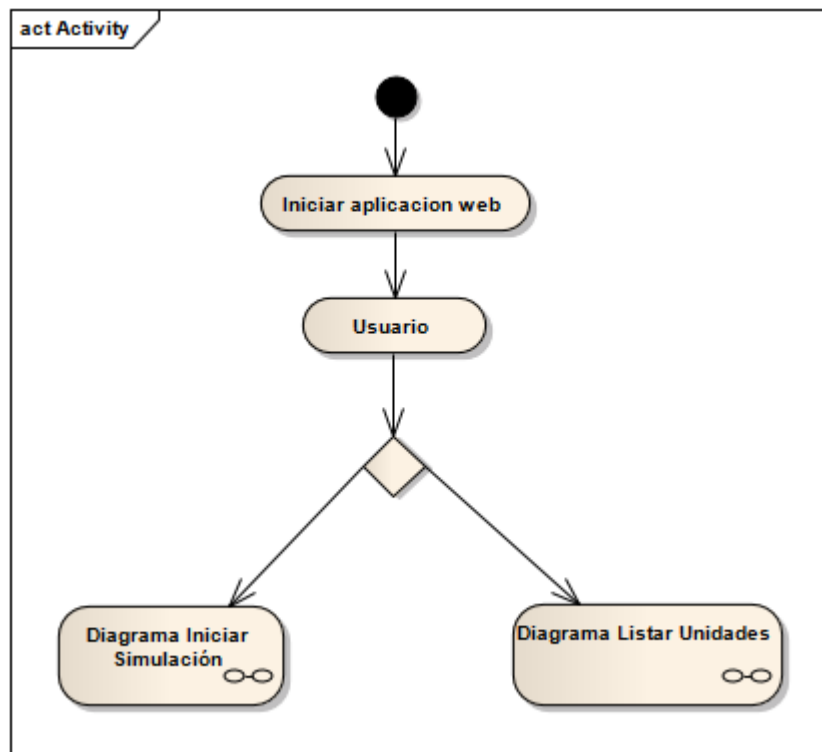 act Activity
Iniciar aplicacion web
Usuario
Diagrama Iniciar
Simulación
Diagrama Listar Unidades